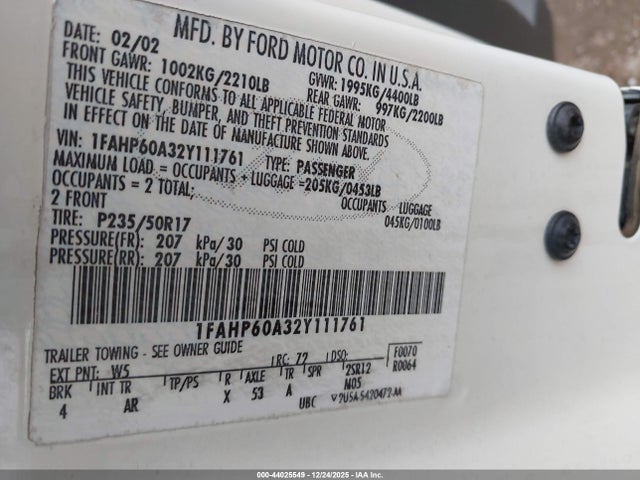 MFD. BY FORD MOTOR CO. IN U.S.A.
DATE: 02/02 GVWR: 1995KG/4400LB
FRONT GAWR: 1002KG/2210LB REAR GAWR: 997KG/2200LB
THIS VEHICLE CONFORMS TO ALL APPLICABLE FEDERAL MOTOR
VEHICLE SAFETY, BUMPER, AND THEFT PREVENTION STANDARDS
IN EFFECT ON THE DATE OF MANUFACTURE SHOWN ABOVE.
VIN: 1FAHP60A32Y111761 TYPE: PASSENGER
MAXIMUM LOAD = OCCUPANTS + LUGGAGE = 205KG/0453LB
OCCUPANTS = 2 TOTAL; OCCUPANTS LUGGAGE
2 FRONT 045KG/0100LB
TIRE: P235/50R17
PRESSURE(FR): 207 kPa/30 PSI COLD
PRESSURE(RR): 207 kPa/30 PSI COLD
1FAHP60A32Y111761
TRAILER TOWING - SEE OWNER GUIDE
EXT PNT: W5 RC: 72 DSO: F0070
BRK INT TR TP/PS R AXLE TR SPR 2SR12 R0064
4 AR X 53 A N05
UBC
000-44025549 - 12/24/2025 - IAAI, Inc.